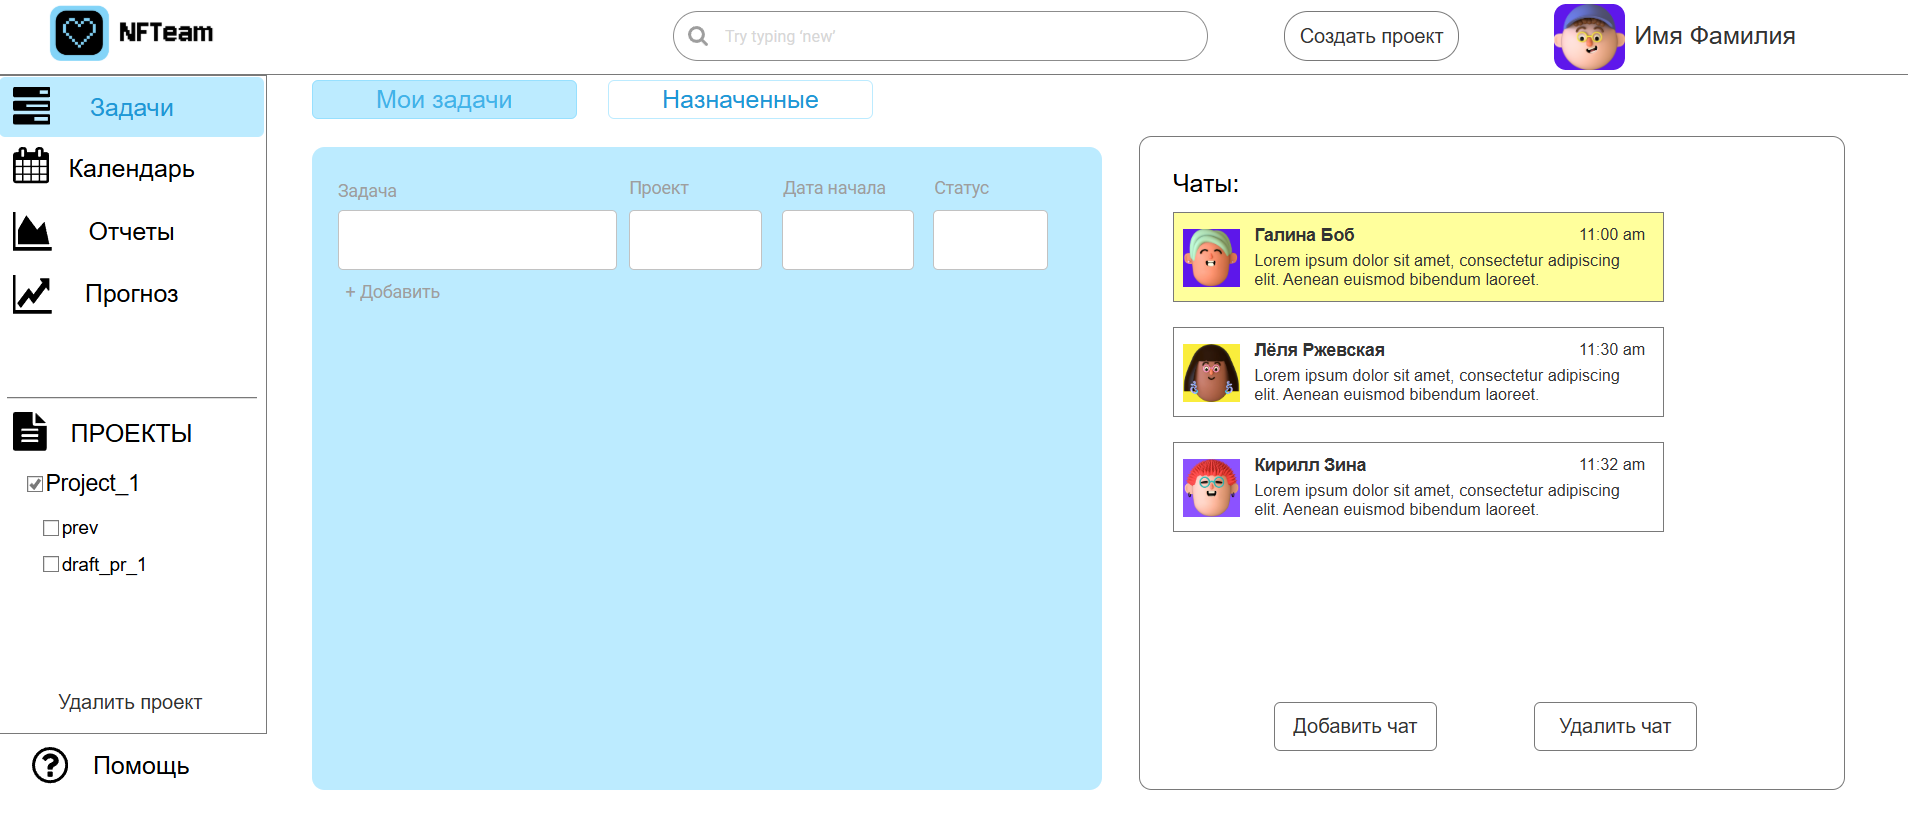 NFTeam
Try typing ‘new’
Создать проект
Имя Фамилия
Задачи
Календарь
Отчеты
Прогноз
ПРОЕКТЫ
Project_1
prev
draft_pr_1
Удалить проект
Помощь
Мои задачи
Назначенные
Задача
Проект
Дата начала
Статус
+ Добавить
Чаты:
Галина Боб
11:00 am
Lorem ipsum dolor sit amet, consectetur adipiscing
elit. Aenean euismod bibendum laoreet.
Лёля Ржевская
11:30 am
Lorem ipsum dolor sit amet, consectetur adipiscing
elit. Aenean euismod bibendum laoreet.
Кирилл Зина
11:32 am
Lorem ipsum dolor sit amet, consectetur adipiscing
elit. Aenean euismod bibendum laoreet.
Добавить чат
Удалить чат